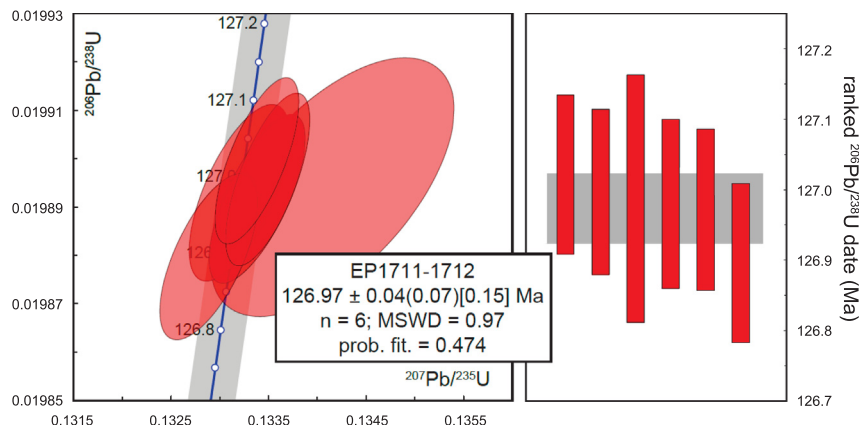 0.01993
0.01991
0.01989
0.01987
0.01985
206Pb/238U
127.2
127.1
127.0
126.8
EP1711-1712
126.97 ± 0.04(0.07)[0.15] Ma
n = 6; MSWD = 0.97
prob. fit. = 0.474
207Pb/235U
0.1315
0.1325
0.1335
0.1345
0.1355
127.2
127.1
127.0
126.9
126.8
126.7
ranked 206Pb/238U date (Ma)